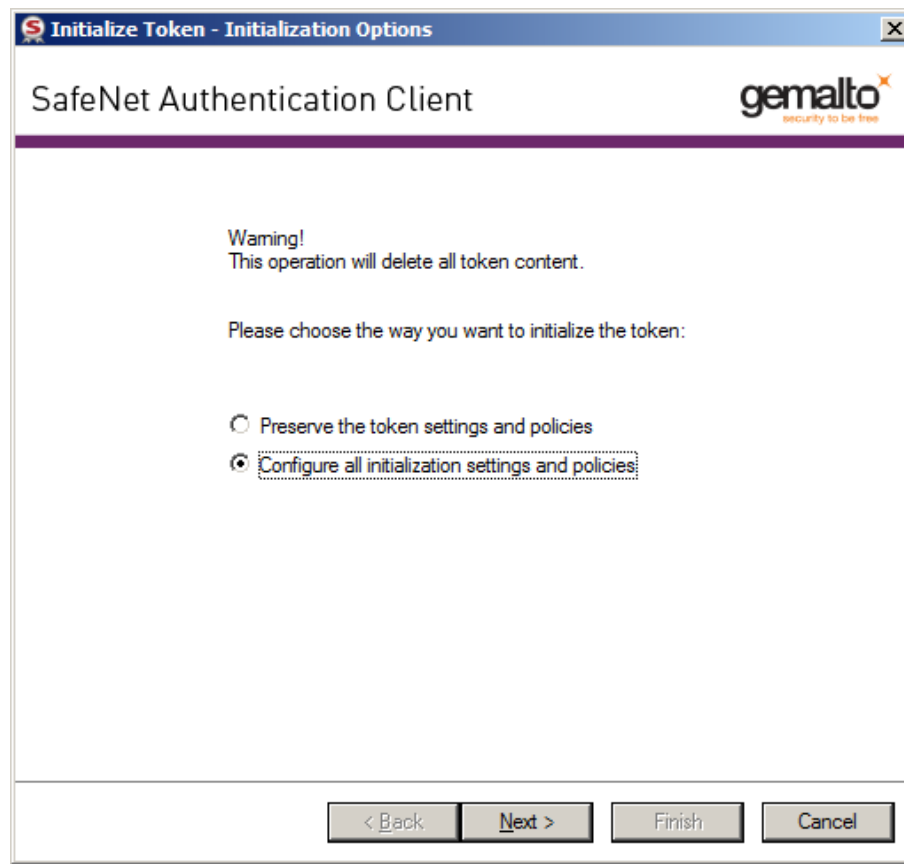 Initialize Token - Initialization Options
SafeNet Authentication Client
gemalto
security to be free
Warning!
This operation will delete all token content.
Please choose the way you want to initialize the token:
Preserve the token settings and policies
Configure all initialization settings and policies
< Back
Next >
Finish
Cancel